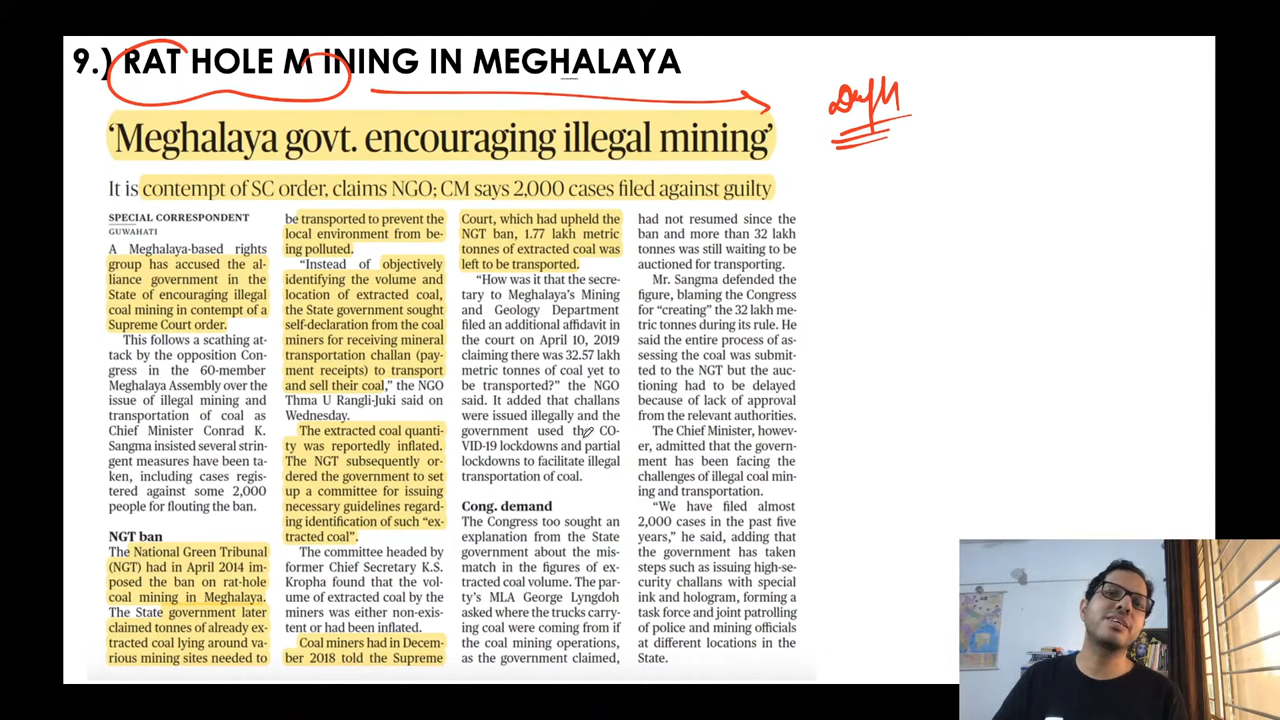 9.) RAT HOLE MINING IN MEGHALAYA
‘Meghalaya govt. encouraging illegal mining’
It is contempt of SC order, claims NGO; CM says 2,000 cases filed against guilty
SPECIAL CORRESPONDENT
GUWAHATI
A Meghalaya-based rights
group has accused the al-
liance government in the
State of encouraging illegal
coal mining in contempt of a
Supreme Court order.
This follows a scathing at-
tack by the opposition Con-
gress in the 60-member
Meghalaya Assembly over the
issue of illegal mining and
transportation of coal as
Chief Minister Conrad K.
Sangma insisted several strin-
gent measures have been ta-
ken, including cases regis-
tered against some 2,000
people for flouting the ban.
NGT ban
The National Green Tribunal
(NGT) had in April 2014 im-
posed the ban on rat-hole
coal mining in Meghalaya.
The State government later
claimed tonnes of already ex-
tracted coal lying around va-
rious mining sites needed to
be transported to prevent the
local environment from be-
ing polluted.
“Instead of objectively
identifying the volume and
location of extracted coal,
the State government sought
self-declaration from the coal
miners for receiving mineral
transportation challan (pay-
ment receipts) to transport
and sell their coal,” the NGO
Thma U Rangli-Juki said on
Wednesday.
The extracted coal quanti-
ty was reportedly inflated.
The NGT subsequently or-
dered the government to set
up a committee for issuing
necessary guidelines regard-
ing identification of such “ex-
tracted coal”.
The committee headed by
former Chief Secretary K.S.
Kropha found that the vol-
ume of extracted coal by the
miners was either non-exis-
tent or had been inflated.
Coal miners had in Decem-
ber 2018 told the Supreme
Court, which had upheld the
NGT ban, 1.77 lakh metric
tonnes of extracted coal was
left to be transported.
“How was it that the secre-
tary to Meghalaya’s Mining
and Geology Department
filed an additional affidavit in
the court on April 10, 2019
claiming there was 32.57 lakh
metric tonnes of coal yet to
be transported?” the NGO
said. It added that challans
were issued illegally and the
government used the CO-
VID-19 lockdowns and partial
lockdowns to facilitate illegal
transportation of coal.
Cong. demand
The Congress too sought an
explanation from the State
government about the mis-
match in the figures of ex-
tracted coal volume. The par-
ty’s MLA George Lyngdoh
asked where the trucks carry-
ing coal were coming from if
the coal mining operations,
as the government claimed,
had not resumed since the
ban and more than 32 lakh
tonnes was still waiting to be
auctioned for transporting.
Mr. Sangma defended the
figure, blaming the Congress
for “creating” the 32 lakh me-
tric tonnes during its rule. He
said the entire process of as-
sessing the coal was submit-
ted to the NGT but the auc-
tioning had to be delayed
because of lack of approval
from the relevant authorities.
The Chief Minister, howev-
er, admitted that the govern-
ment has been facing the
challenges of illegal coal min-
ing and transportation.
“We have filed almost
2,000 cases in the past five
years,” he said, adding that
the government has taken
steps such as issuing high-se-
curity challans with special
ink and hologram, forming a
task force and joint patrolling
of police and mining officials
at different locations in the
State.